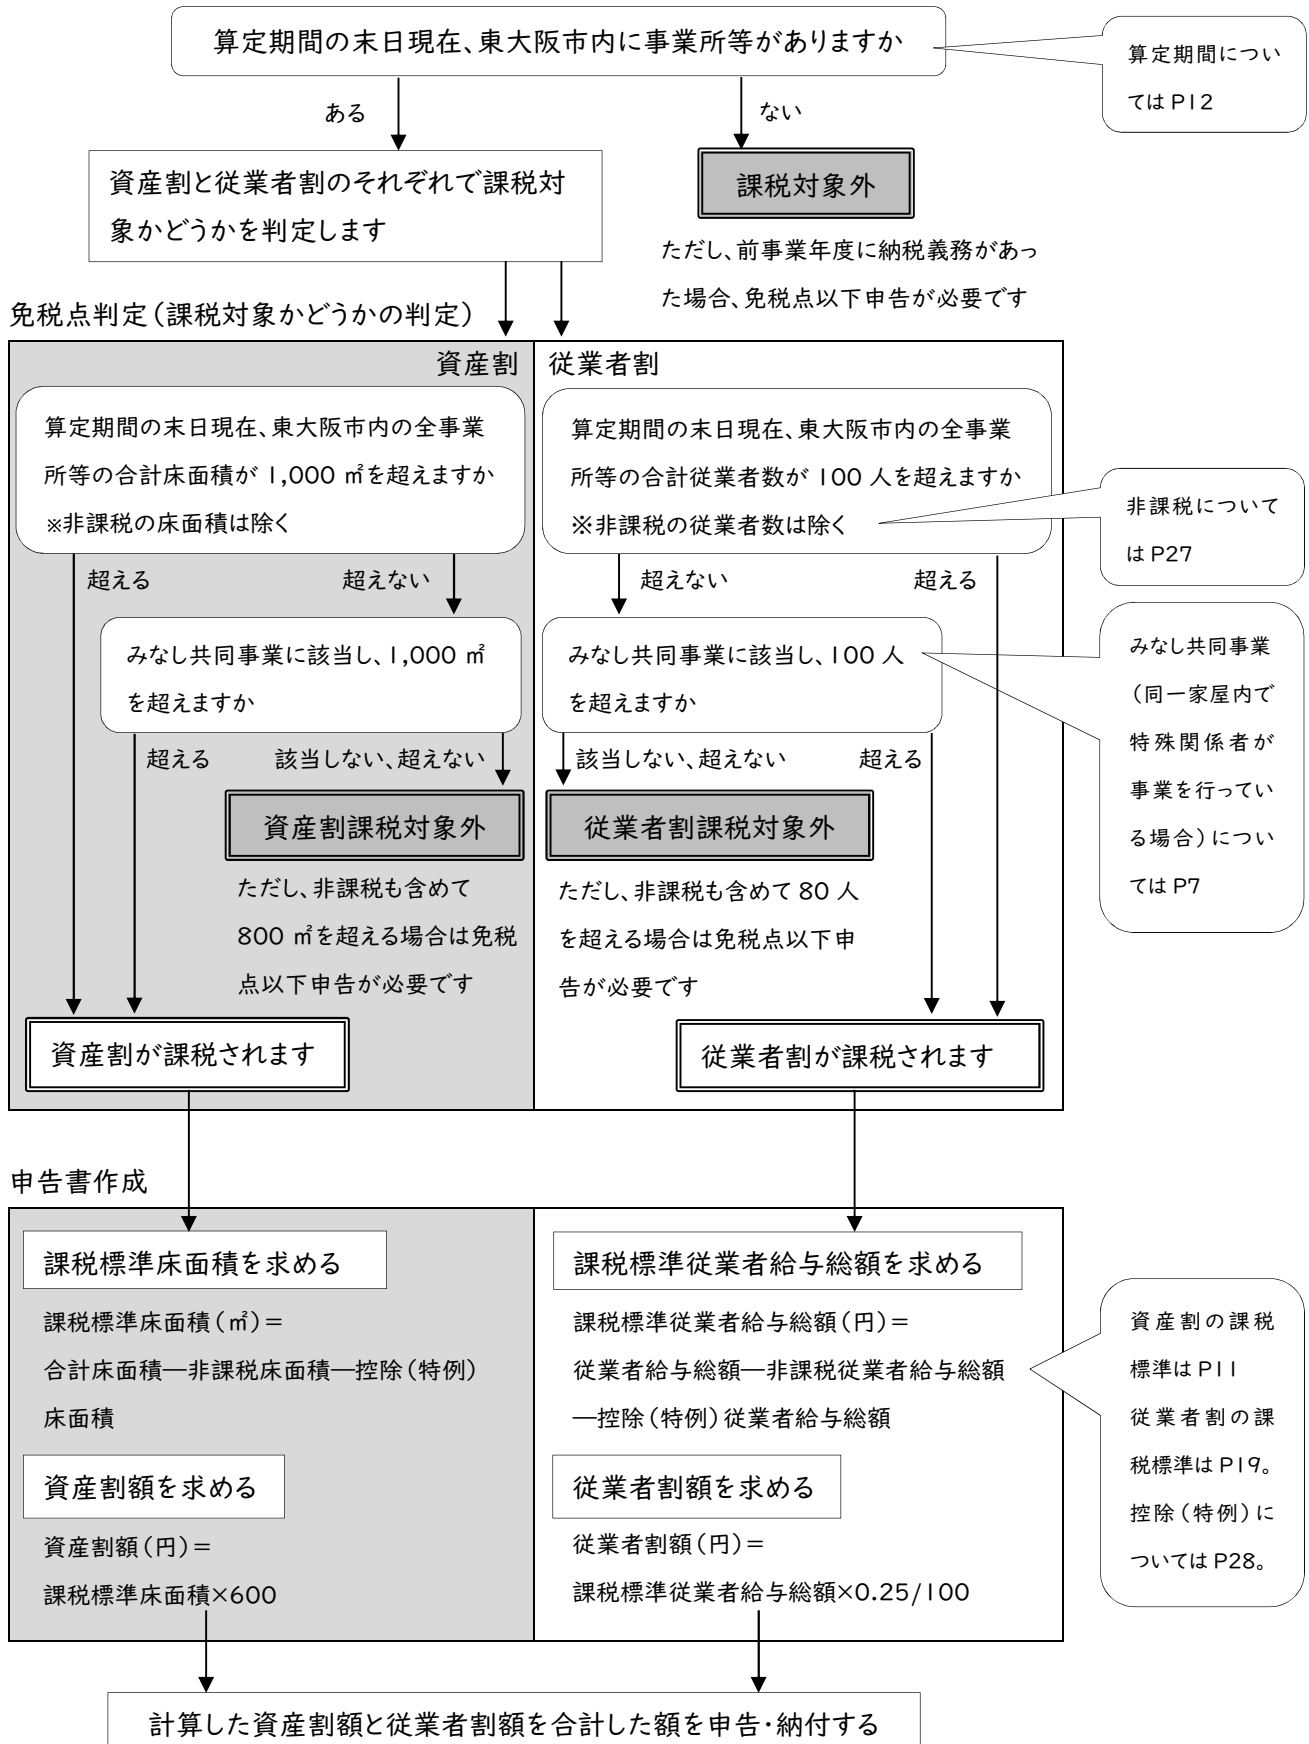 算定期間の末日現在、東大阪市内に事業所等がありますか
算定期間につい
てはP12
ある
ない
資産割と従業者割のそれぞれで課税対
象かどうかを判定します
課税対象外
ただし、前事業年度に納税義務があっ
た場合、免税点以下申告が必要です
免税点判定（課税対象かどうかの判定）
資産割
算定期間の末日現在、東大阪市内の全事業
所等の合計床面積が 1,000 ㎡を超えますか
※非課税の床面積は除く
超える
超えない
みなし共同事業に該当し、1,000 ㎡
を超えますか
超える
該当しない、超えない
資産割課税対象外
ただし、非課税も含めて
800 ㎡を超える場合は免税
点以下申告が必要です
資産割が課税されます
従業者割
算定期間の末日現在、東大阪市内の全事業
所等の合計従業者数が 100 人を超えますか
※非課税の従業者数は除く
非課税について
はP27
超えない
超える
みなし共同事業に該当し、100 人
を超えますか
みなし共同事業
（同一家屋内で
特殊関係者が
事業を行ってい
る場合）につい
てはP7
該当しない、超えない
超える
従業者割課税対象外
ただし、非課税も含めて 80 人
を超える場合は免税点以下申
告が必要です
従業者割が課税されます
申告書作成
課税標準床面積を求める
課税標準床面積（㎡）＝
合計床面積―非課税床面積―控除（特例）
床面積
資産割額を求める
資産割額（円）＝
課税標準床面積×600
課税標準従業者給与総額を求める
課税標準従業者給与総額（円）＝
従業者給与総額―非課税従業者給与総額
―控除（特例）従業者給与総額
従業者割額を求める
従業者割額（円）＝
課税標準従業者給与総額×0.25/100
資産割の課税
標準はP11
従業者割の課
税標準はP19。
控除（特例）に
ついてはP28。
計算した資産割額と従業者割額を合計した額を申告・納付する